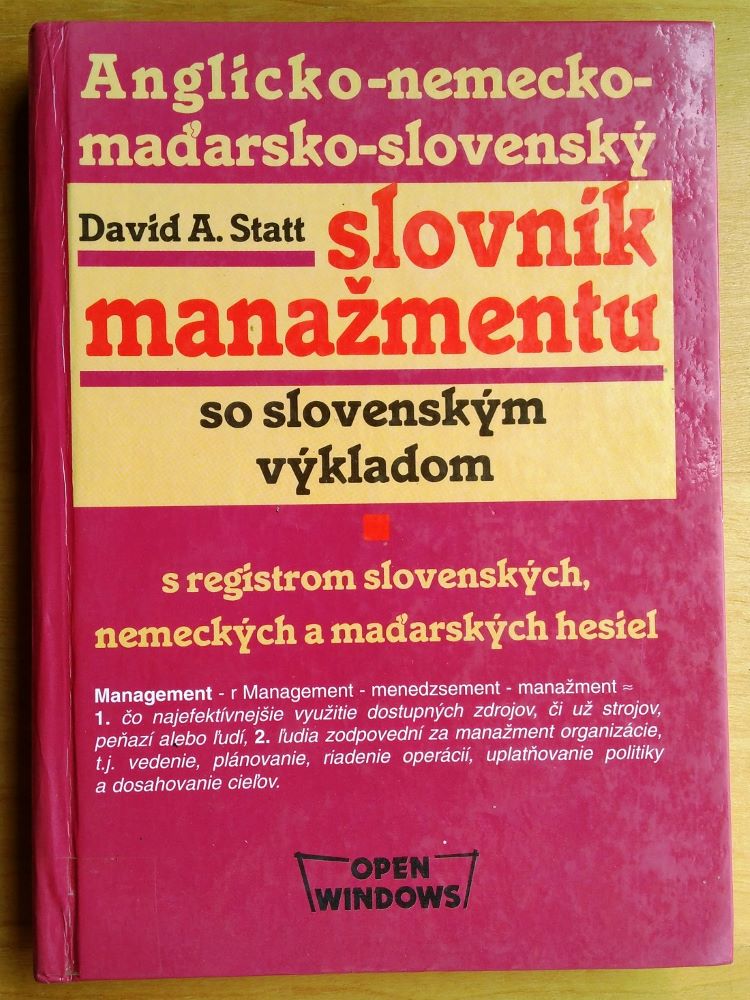 Anglicko-nemecko-
maďarsko-slovenský
David A. Statt slovník
manažmentu
so slovenským
výkladom
s registrom slovenských,
nemeckých a maďarských hesiel
Management - r Management - menedzsement - manažment ≈
1. čo najefektívnejšie využitie dostupných zdrojov, či už strojov,
peňazí alebo ľudí, 2. ľudia zodpovední za manažment organizácie,
t.j. vedenie, plánovanie, riadenie operácií, uplatňovanie politiky
a dosahovanie cieľov.
OPEN
WINDOWS